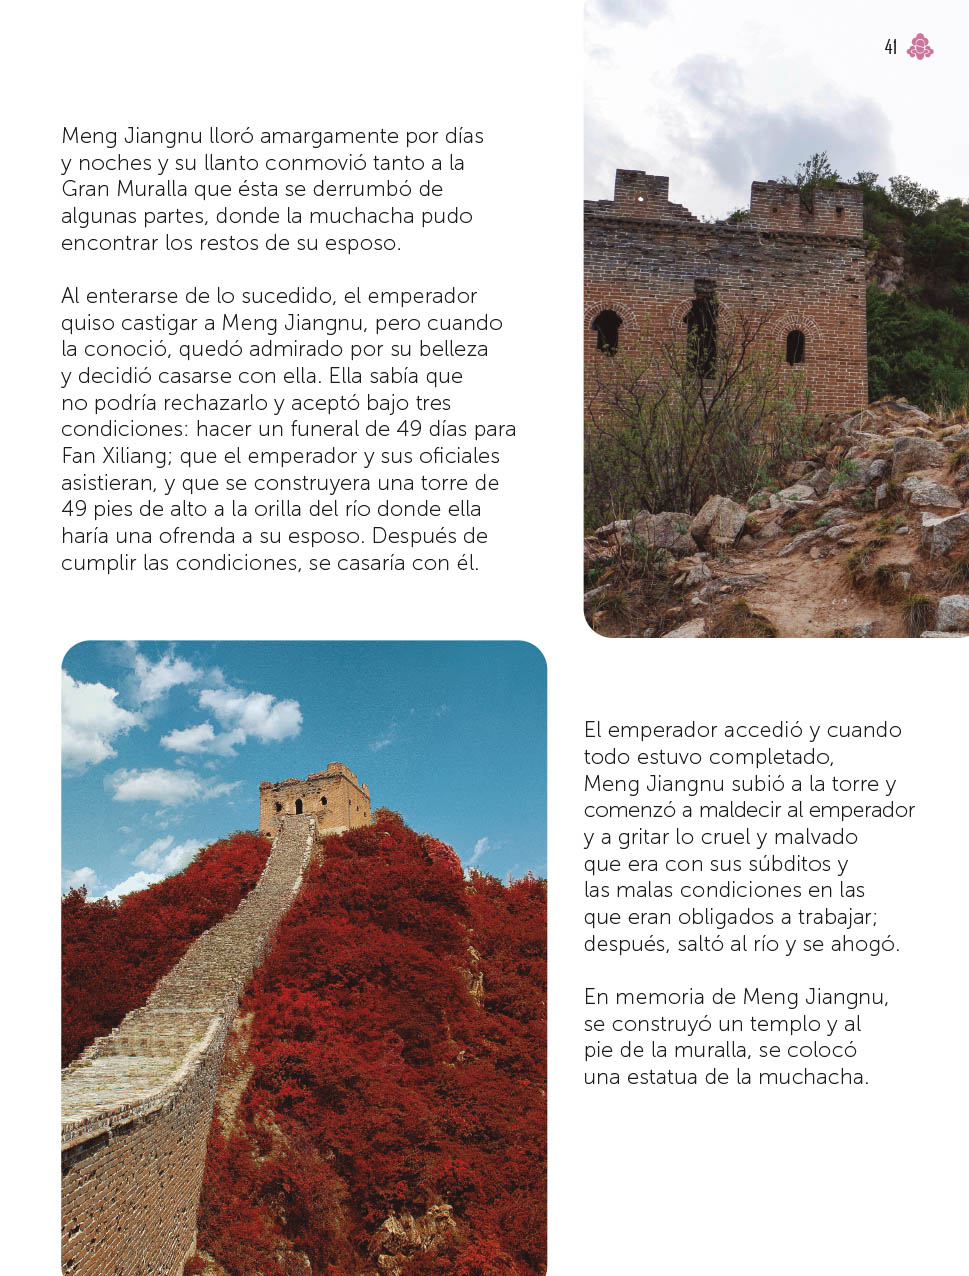 41
Meng Jiangnu lloró amargamente por días
y noches y su llanto conmovió tanto a la
Gran Muralla que ésta se derrumbó de
algunas partes, donde la muchacha pudo
encontrar los restos de su esposo.
Al enterarse de lo sucedido, el emperador
quiso castigar a Meng Jiangnu, pero cuando
la conoció, quedó admirado por su belleza
y decidió casarse con ella. Ella sabía que
no podría rechazarlo y aceptó bajo tres
condiciones: hacer un funeral de 49 días para
Fan Xiliang; que el emperador y sus oficiales
asistieran, y que se construyera una torre de
49 pies de alto a la orilla del río donde ella
haría una ofrenda a su esposo. Después de
cumplir las condiciones, se casaría con él.
El emperador accedió y cuando
todo estuvo completado,
Meng Jiangnu subió a la torre y
comenzó a maldecir al emperador
y a gritar lo cruel y malvado
que era con sus súbditos y
las malas condiciones en las
que eran obligados a trabajar;
después, saltó al río y se ahogó.
En memoria de Meng Jiangnu,
se construyó un templo y al
pie de la muralla, se colocó
una estatua de la muchacha.